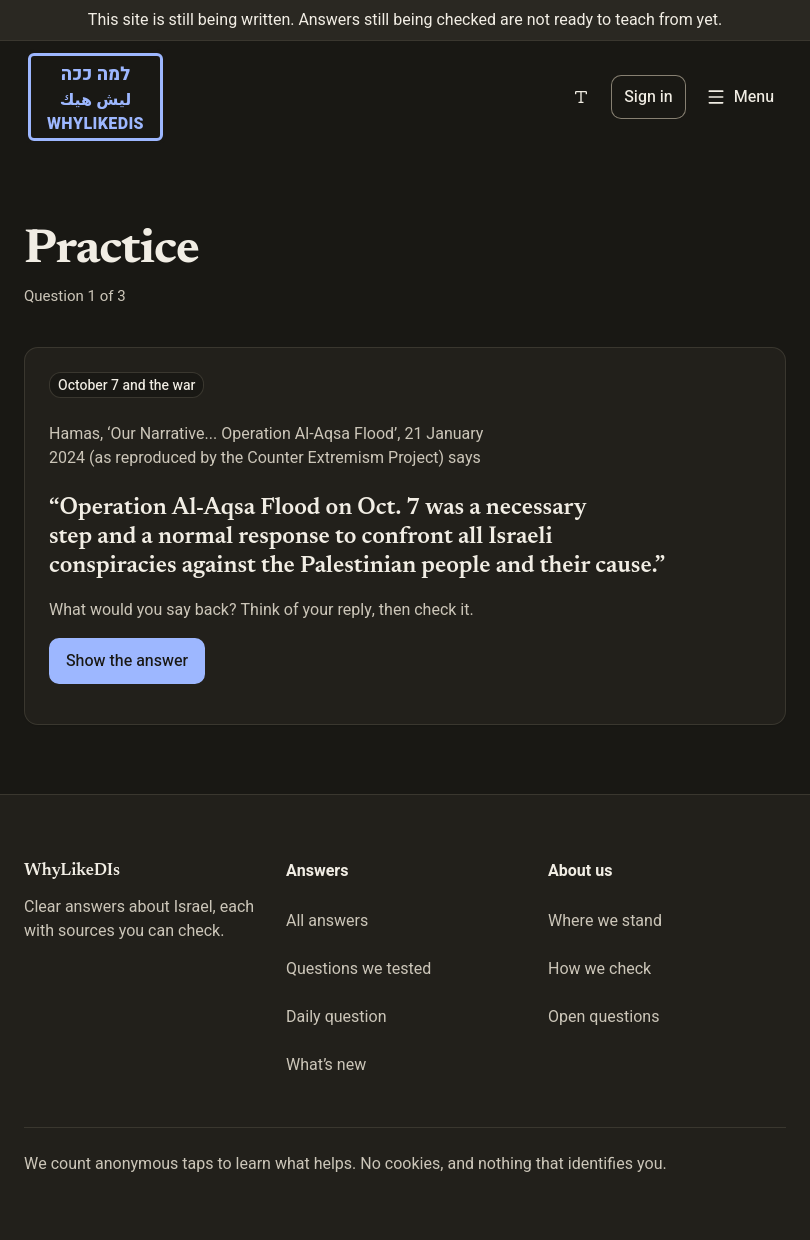 This site is still being written. Answers still being checked are not ready to teach from yet.
למה ככה
ليش هيك
WHYLIKEDIS
T
Sign in
Menu
Practice
Question 1 of 3
October 7 and the war
Hamas, ‘Our Narrative... Operation Al-Aqsa Flood’, 21 January
2024 (as reproduced by the Counter Extremism Project) says
“Operation Al-Aqsa Flood on Oct. 7 was a necessary
step and a normal response to confront all Israeli
conspiracies against the Palestinian people and their cause.”
What would you say back? Think of your reply, then check it.
Show the answer
WhyLikeDIs
Clear answers about Israel, each
with sources you can check.
Answers
All answers
Questions we tested
Daily question
What’s new
About us
Where we stand
How we check
Open questions
We count anonymous taps to learn what helps. No cookies, and nothing that identifies you.